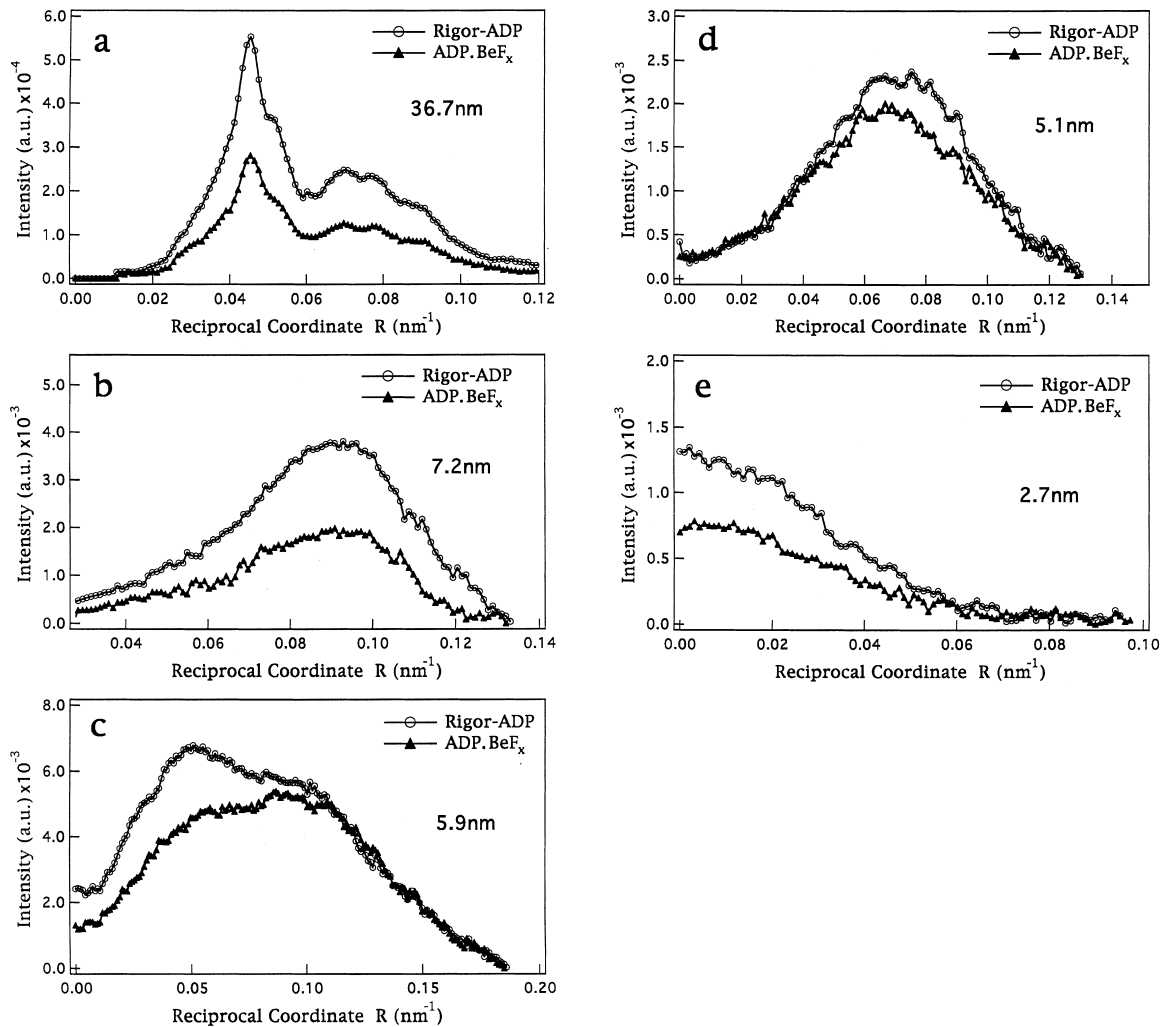 a
Rigor-ADP
ADP.BeFx
36.7nm
Intensity (a.u.) x10-4
6.0
5.0
4.0
3.0
2.0
1.0
0.0
0.00 0.02 0.04 0.06 0.08 0.10 0.12
Reciprocal Coordinate R (nm-1)
b
Rigor-ADP
ADP.BeFx
7.2nm
Intensity (a.u.) x10-3
5.0
4.0
3.0
2.0
1.0
0.0
0.04 0.06 0.08 0.10 0.12 0.14
Reciprocal Coordinate R (nm-1)
c
Rigor-ADP
ADP.BeFx
5.9nm
Intensity (a.u.) x10-3
8.0
6.0
4.0
2.0
0.0
0.00 0.05 0.10 0.15 0.20
Reciprocal Coordinate R (nm-1)
d
Rigor-ADP
ADP.BeFx
5.1nm
Intensity (a.u.) x10-3
3.0
2.5
2.0
1.5
1.0
0.5
0.0
0.00 0.02 0.04 0.06 0.08 0.10 0.12 0.14
Reciprocal Coordinate R (nm-1)
e
Rigor-ADP
ADP.BeFx
2.7nm
Intensity (a.u.) x10-3
2.0
1.5
1.0
0.5
0.0
0.00 0.02 0.04 0.06 0.08 0.10
Reciprocal Coordinate R (nm-1)